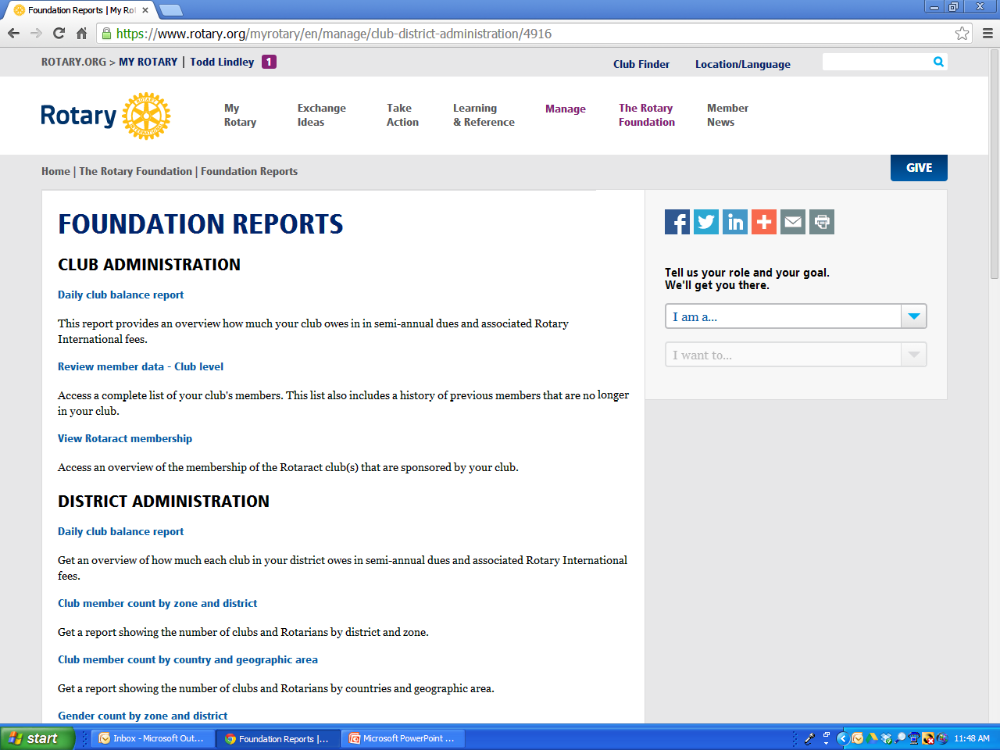 Foundation Reports | My Rot
https://www.rotary.org/myrotary/en/manage/club-district-administration/4916
ROTARY.ORG > MY ROTARY | Todd Lindley 1
Club Finder Location/Language
Rotary
My Rotary
Exchange Ideas
Take Action
Learning & Reference
Manage
The Rotary Foundation
Member News
Home | The Rotary Foundation | Foundation Reports
GIVE
FOUNDATION REPORTS
CLUB ADMINISTRATION
Daily club balance report
This report provides an overview how much your club owes in in semi-annual dues and associated Rotary
International fees.
Review member data - Club level
Access a complete list of your club's members. This list also includes a history of previous members that are no longer
in your club.
View Rotaract membership
Access an overview of the membership of the Rotaract club(s) that are sponsored by your club.
DISTRICT ADMINISTRATION
Daily club balance report
Get an overview of how much each club in your district owes in semi-annual dues and associated Rotary International
fees.
Club member count by zone and district
Get a report showing the number of clubs and Rotarians by district and zone.
Club member count by country and geographic area
Get a report showing the number of clubs and Rotarians by countries and geographic area.
Gender count by zone and district
Tell us your role and your goal.
We'll get you there.
I am a...
I want to...
start
Inbox - Microsoft Out...
Foundation Reports |...
Microsoft PowerPoint ...
11:48 AM